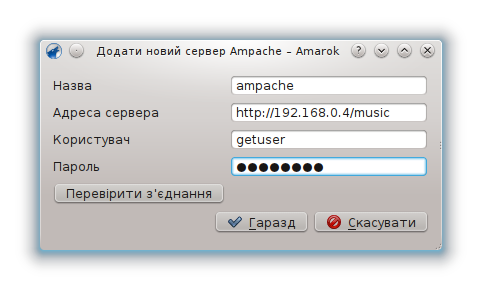 Додати новий сервер Ampache – Amarok
Назва ampache
Адреса сервера http://192.168.0.4/music
Користувач getuser
Пароль ●●●●●●●●
Перевірити з'єднання
Гаразд Скасувати